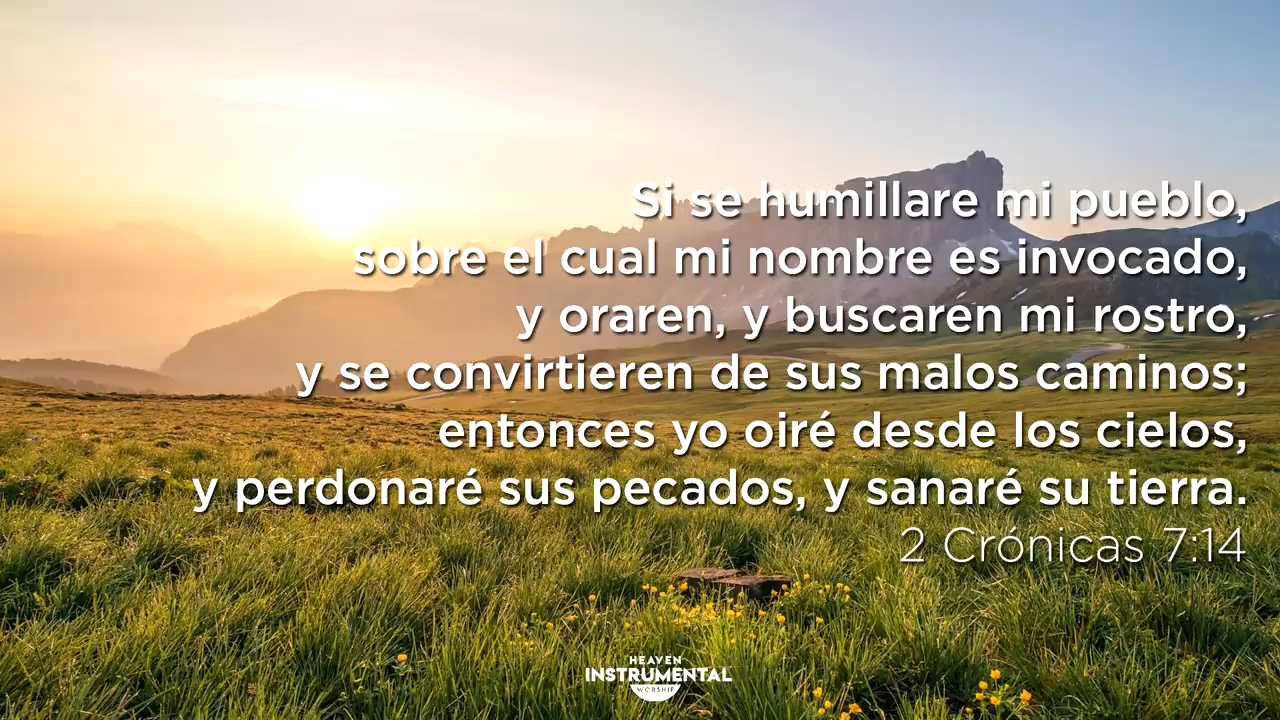 Si se humillare mi pueblo,
sobre el cual mi nombre es invocado,
y oraren, y buscaren mi rostro,
y se convirtieren de sus malos caminos;
entonces yo oiré desde los cielos,
y perdonaré sus pecados, y sanaré su tierra.
2 Crónicas 7:14
HEAVEN
INSTRUMENTAL
WORSHIP